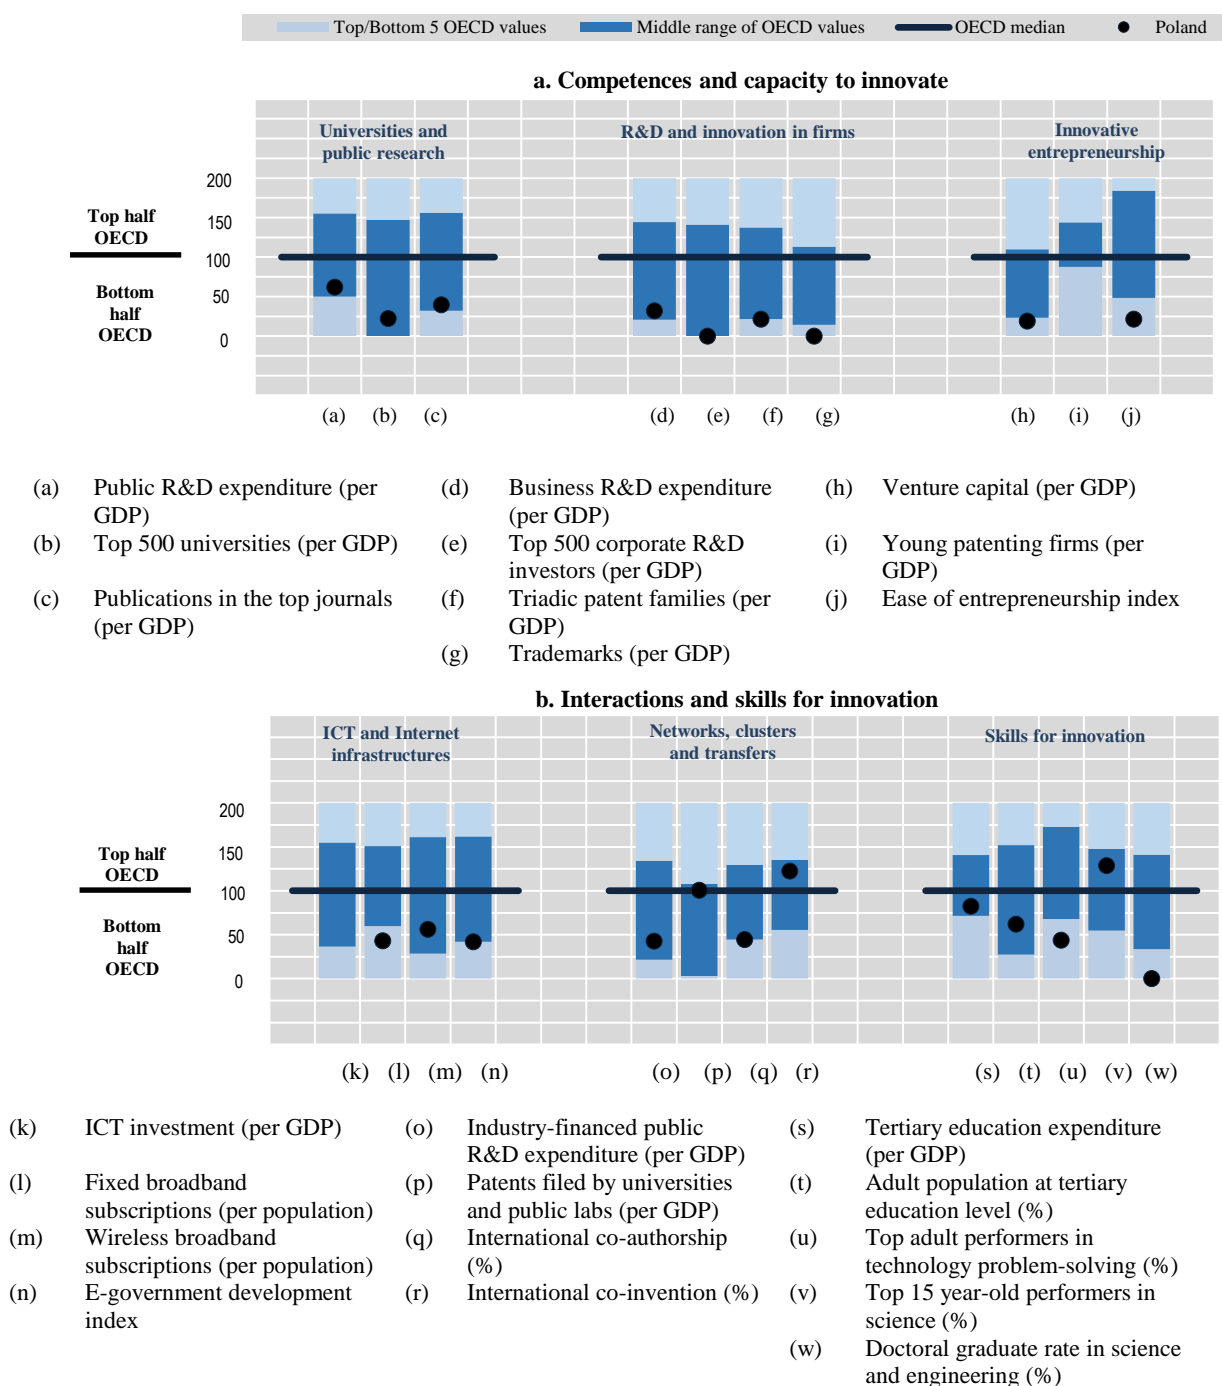 Top/Bottom 5 OECD values Middle range of OECD values OECD median Poland
a. Competences and capacity to innovate
Universities and
public research
R&D and innovation in firms
Innovative
entrepreneurship
200
150
100
50
0
Top half
OECD
Bottom
half
OECD
(a) (b) (c) (d) (e) (f) (g) (h) (i) (j)
(a) Public R&D expenditure (per
GDP)
(b) Top 500 universities (per GDP)
(c) Publications in the top journals
(per GDP)
(d) Business R&D expenditure
(per GDP)
(e) Top 500 corporate R&D
investors (per GDP)
(f) Triadic patent families (per
GDP)
(g) Trademarks (per GDP)
(h) Venture capital (per GDP)
(i) Young patenting firms (per
GDP)
(j) Ease of entrepreneurship index
b. Interactions and skills for innovation
ICT and Internet
infrastructures
Networks, clusters
and transfers
Skills for innovation
200
150
100
50
0
Top half
OECD
Bottom
half
OECD
(k) (l) (m) (n) (o) (p) (q) (r) (s) (t) (u) (v) (w)
(k) ICT investment (per GDP)
(l) Fixed broadband
subscriptions (per population)
(m) Wireless broadband
subscriptions (per population)
(n) E-government development
index
(o) Industry-financed public
R&D expenditure (per GDP)
(p) Patents filed by universities
and public labs (per GDP)
(q) International co-authorship
(%)
(r) International co-invention (%)
(s) Tertiary education expenditure
(per GDP)
(t) Adult population at tertiary
education level (%)
(u) Top adult performers in
technology problem-solving (%)
(v) Top 15 year-old performers in
science (%)
(w) Doctoral graduate rate in science
and engineering (%)